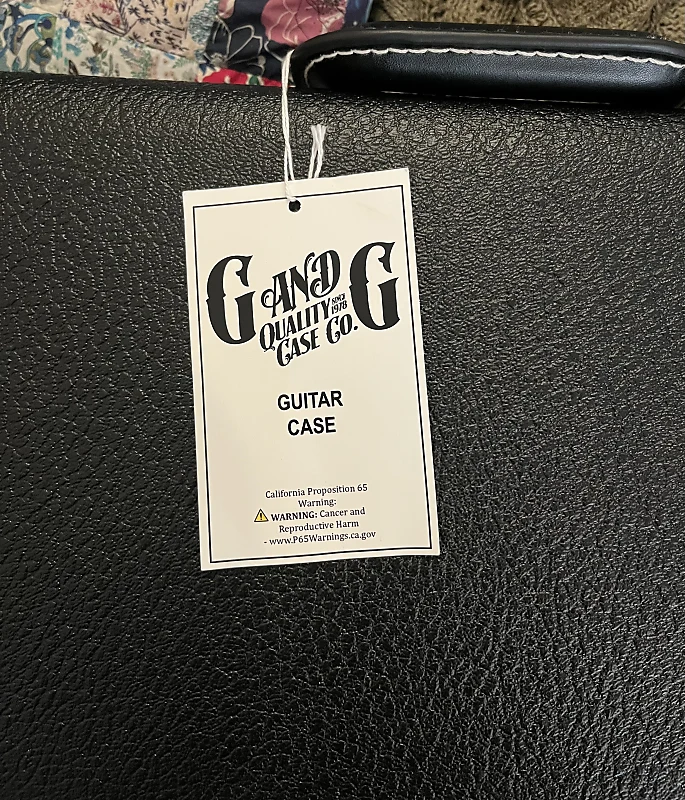 G AND G
QUALITY SINCE 1978
CASE CO.
GUITAR
CASE
California Proposition 65
Warning:
WARNING: Cancer and
Reproductive Harm
- www.P65Warnings.ca.gov